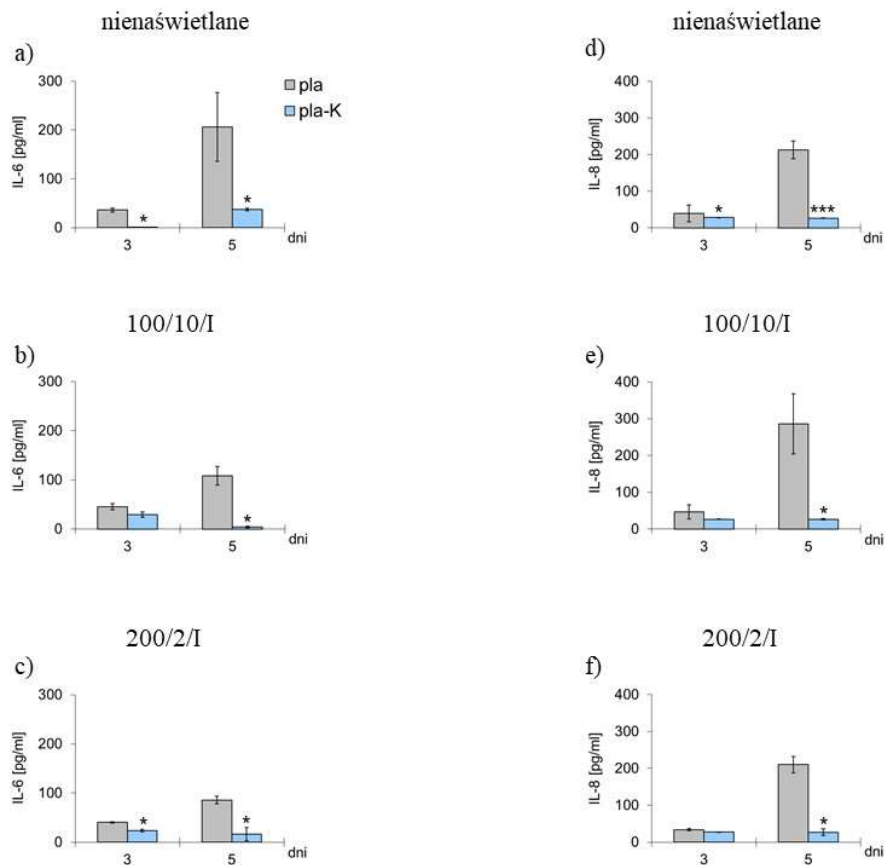 nienaświetlane
a)
300
200
100
0
IL-6 [pg/ml]
pla
pla-K
*
*
3
5
dni
nienaświetlane
d)
400
300
200
100
0
IL-8 [pg/ml]
*
***
3
5
dni
100/10/I
b)
300
200
100
0
IL-6 [pg/ml]
*
3
5
dni
100/10/I
e)
400
300
200
100
0
IL-8 [pg/ml]
*
3
5
dni
200/2/I
c)
300
200
100
0
IL-6 [pg/ml]
*
*
3
5
dni
200/2/I
f)
400
300
200
100
0
IL-8 [pg/ml]
*
3
5
dni